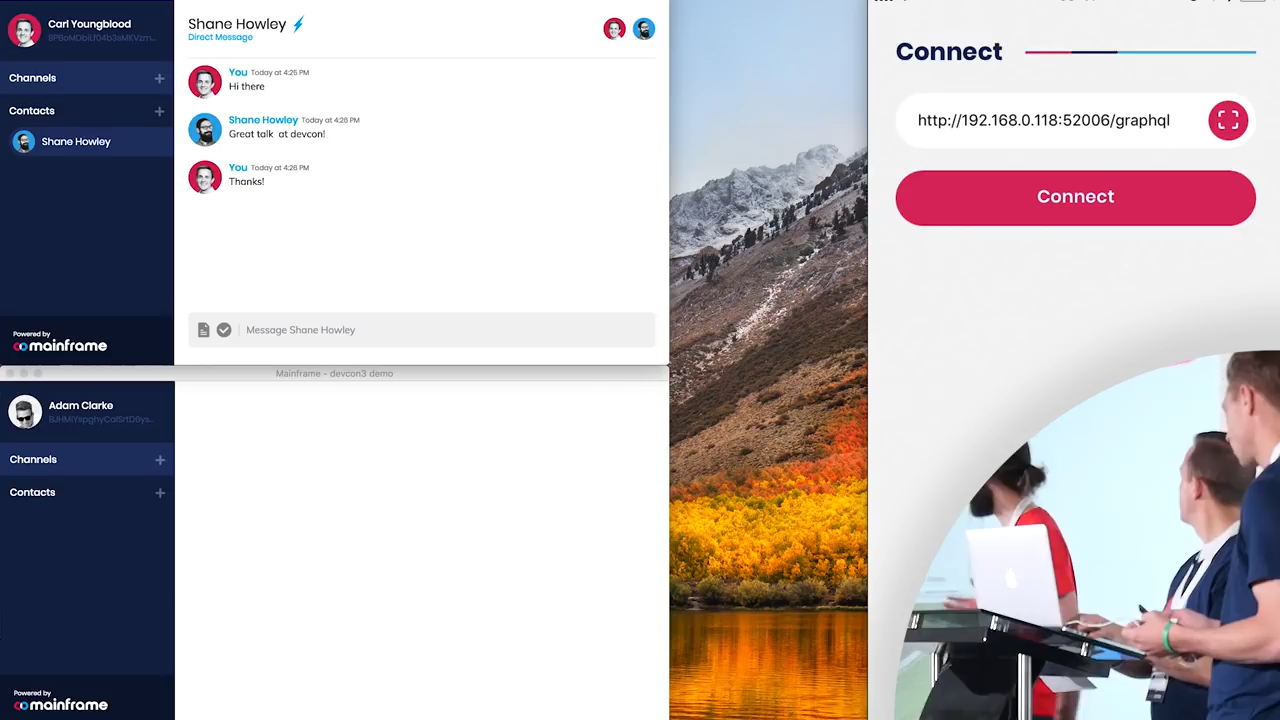 Carl Youngblood
Channels
Contacts
Shane Howley
Powered by
mainframe
Shane Howley
Direct Message
You Today at 4:25 PM
Hi there
Shane Howley Today at 4:26 PM
Great talk at devcon!
You Today at 4:26 PM
Thanks!
Message Shane Howley
Mainframe - devcon3 demo
Adam Clarke
Channels
Contacts
Powered by
mainframe
Connect
http://192.168.0.118:52006/graphql
Connect